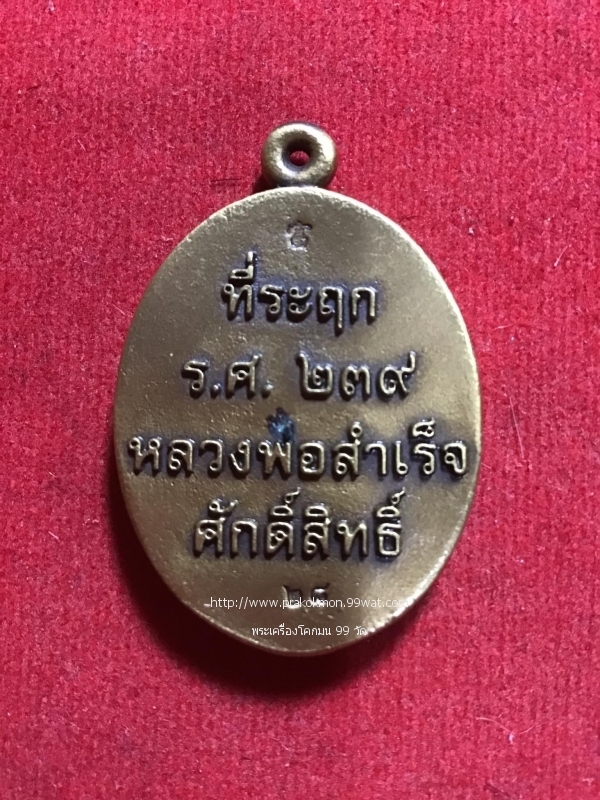 ที่ระฤก
ร.ศ. ๒๓๙
หลวงพ่อสำเร็จ
ศักดิ์สิทธิ์
http://www.prakokmon.99wat.com
พระเครื่องโคกมน 99 วัด